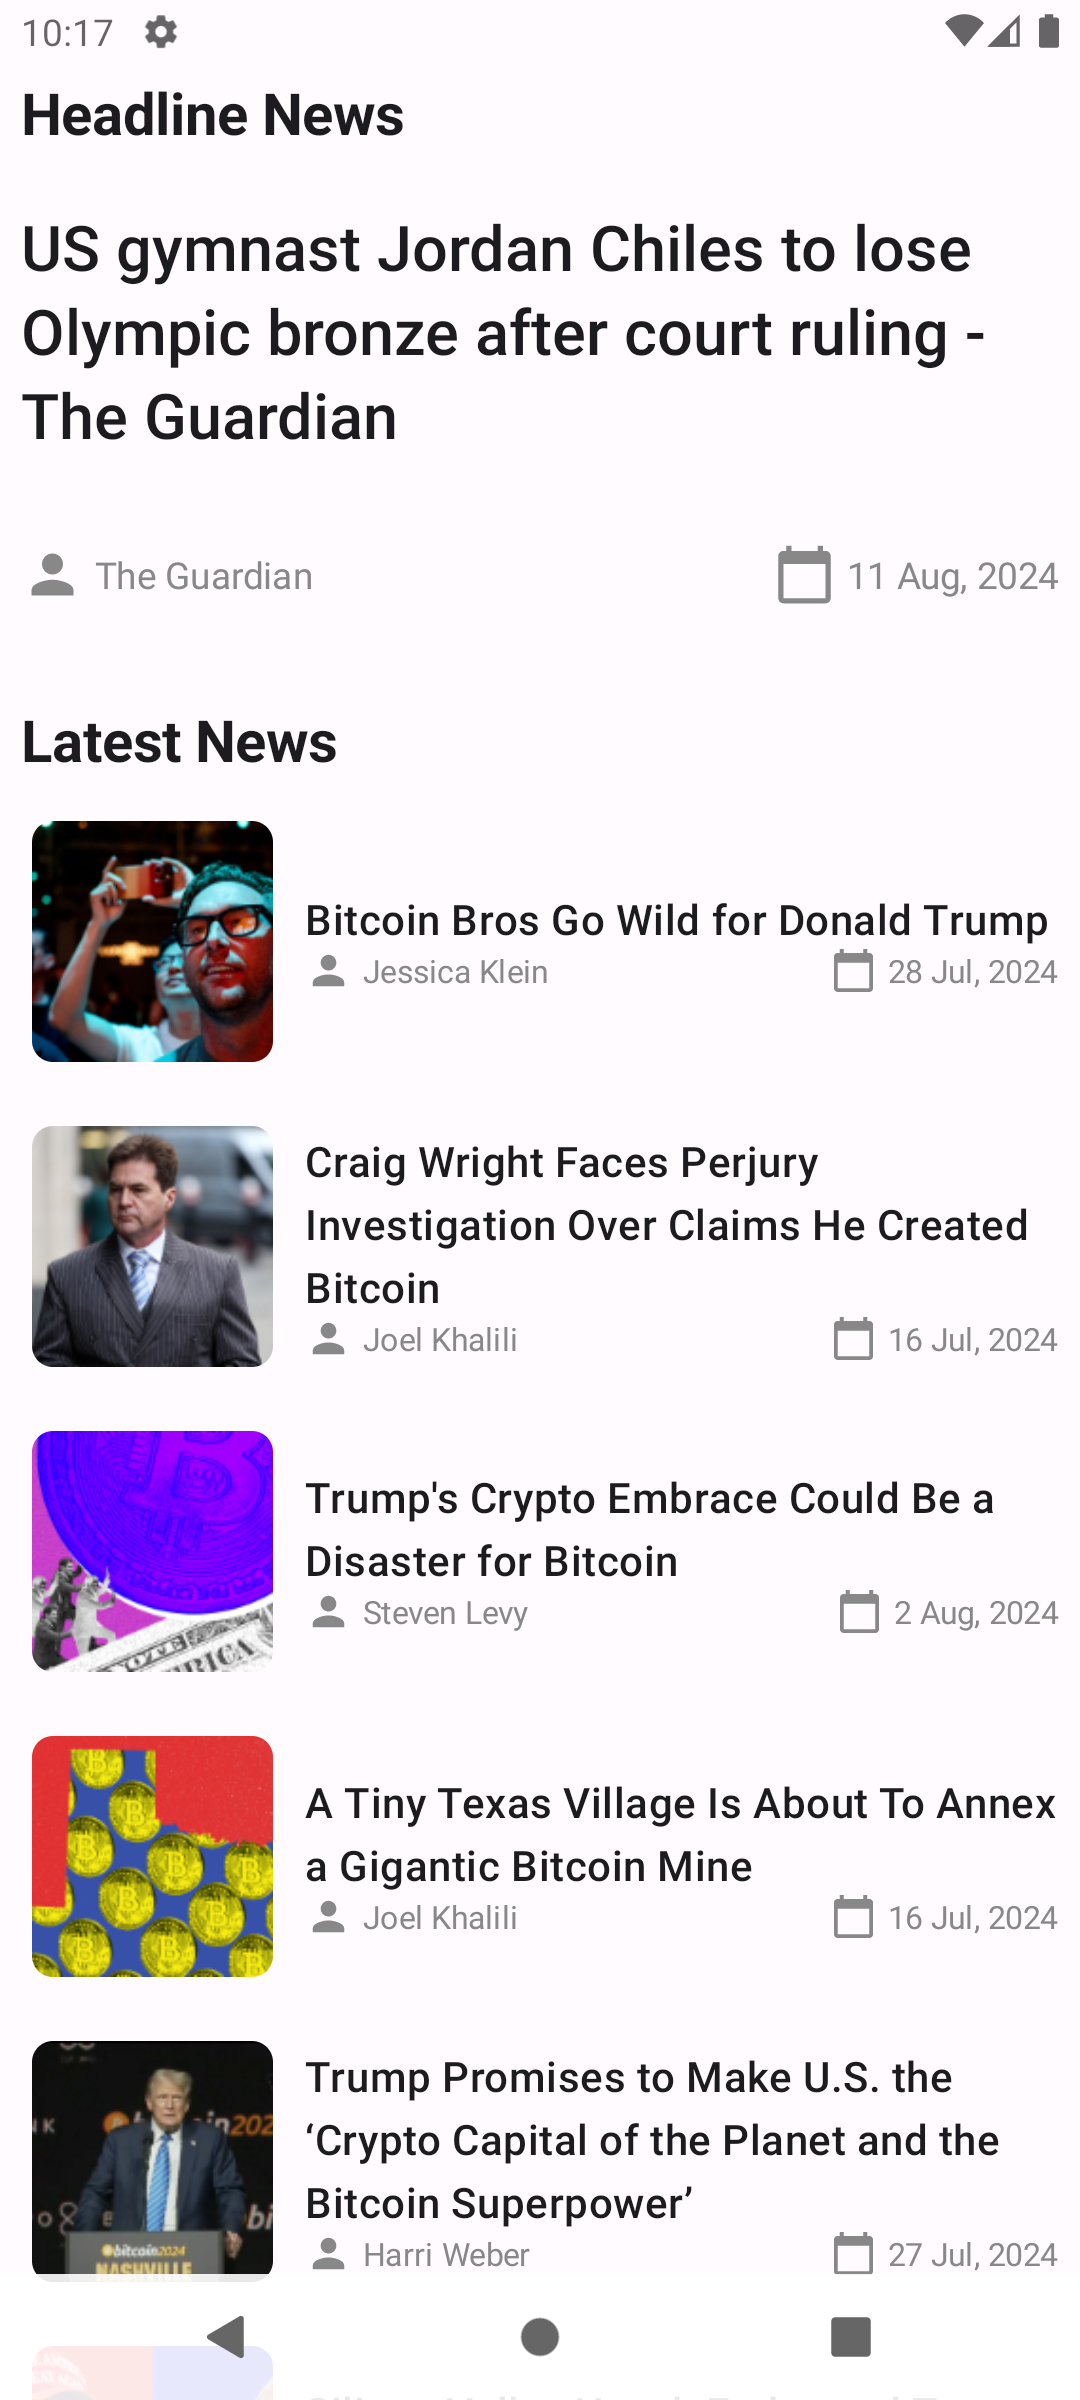 10:17
Headline News
US gymnast Jordan Chiles to lose
Olympic bronze after court ruling -
The Guardian
The Guardian
11 Aug, 2024
Latest News
Bitcoin Bros Go Wild for Donald Trump
Jessica Klein
28 Jul, 2024
Craig Wright Faces Perjury
Investigation Over Claims He Created
Bitcoin
Joel Khalili
16 Jul, 2024
Trump's Crypto Embrace Could Be a
Disaster for Bitcoin
Steven Levy
2 Aug, 2024
A Tiny Texas Village Is About To Annex
a Gigantic Bitcoin Mine
Joel Khalili
16 Jul, 2024
Trump Promises to Make U.S. the
‘Crypto Capital of the Planet and the
Bitcoin Superpower’
bitcoin2024
NASHVILLE
Harri Weber
27 Jul, 2024